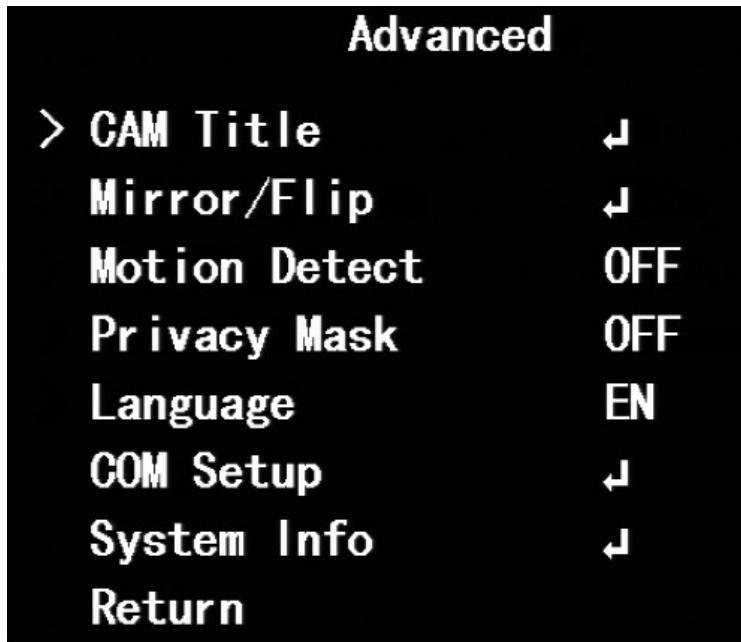 Advanced
> CAM Title ↲
Mirror/Flip ↲
Motion Detect OFF
Privacy Mask OFF
Language EN
COM Setup ↲
System Info ↲
Return